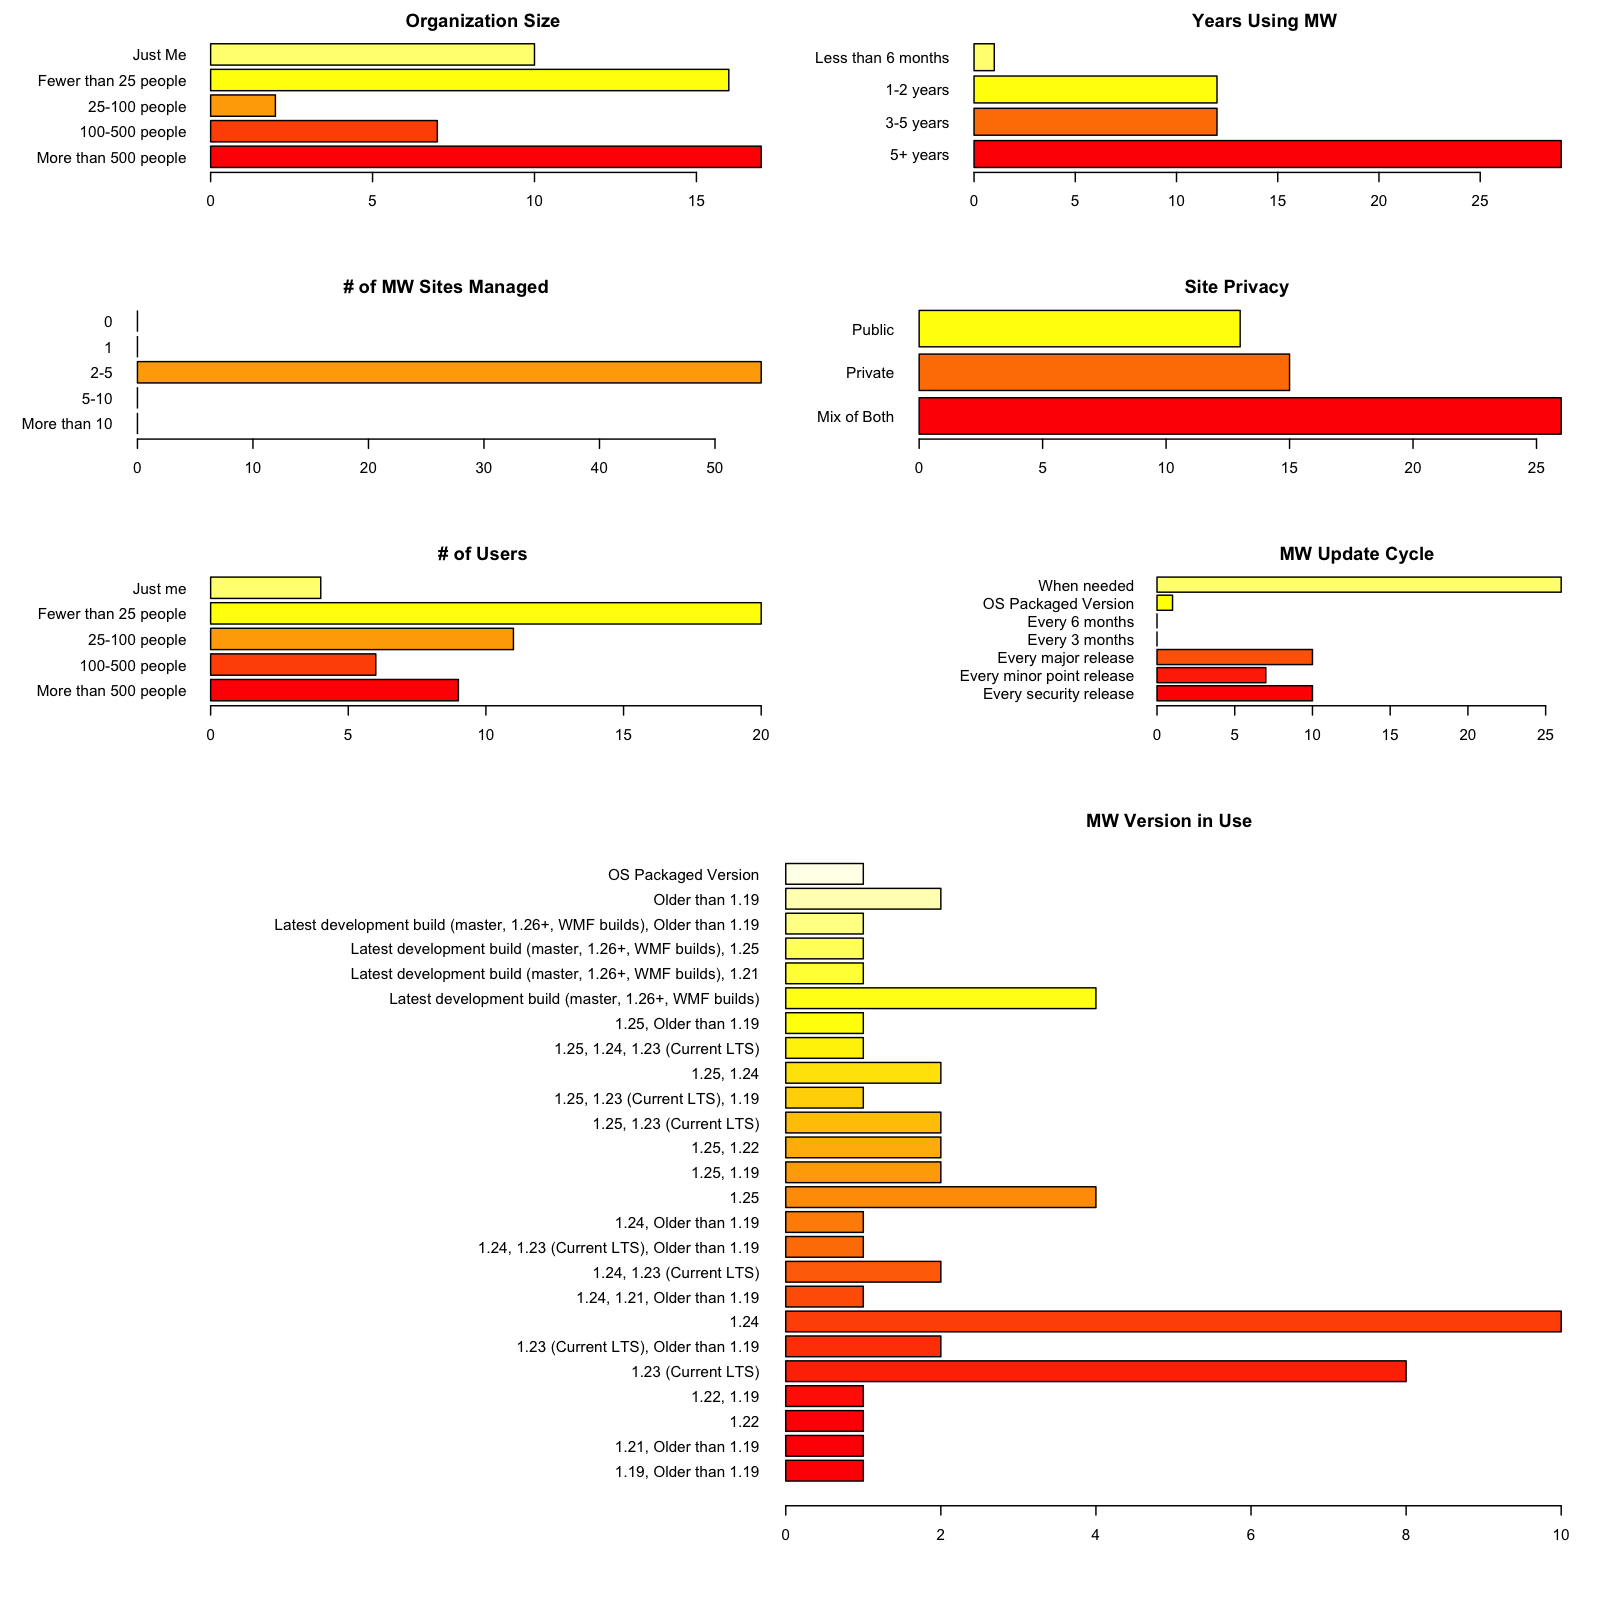 Organization Size
Just Me
Fewer than 25 people
25-100 people
100-500 people
More than 500 people
0 5 10 15
Years Using MW
Less than 6 months
1-2 years
3-5 years
5+ years
0 5 10 15 20 25
# of MW Sites Managed
0
1
2-5
5-10
More than 10
0 10 20 30 40 50
Site Privacy
Public
Private
Mix of Both
0 5 10 15 20 25
# of Users
Just me
Fewer than 25 people
25-100 people
100-500 people
More than 500 people
0 5 10 15 20
MW Update Cycle
When needed
OS Packaged Version
Every 6 months
Every 3 months
Every major release
Every minor point release
Every security release
0 5 10 15 20 25
MW Version in Use
OS Packaged Version
Older than 1.19
Latest development build (master, 1.26+, WMF builds), Older than 1.19
Latest development build (master, 1.26+, WMF builds), 1.25
Latest development build (master, 1.26+, WMF builds), 1.21
Latest development build (master, 1.26+, WMF builds)
1.25, Older than 1.19
1.25, 1.24, 1.23 (Current LTS)
1.25, 1.24
1.25, 1.23 (Current LTS), 1.19
1.25, 1.23 (Current LTS)
1.25, 1.22
1.25, 1.19
1.25
1.24, Older than 1.19
1.24, 1.23 (Current LTS), Older than 1.19
1.24, 1.23 (Current LTS)
1.24, 1.21, Older than 1.19
1.24
1.23 (Current LTS), Older than 1.19
1.23 (Current LTS)
1.22, 1.19
1.22
1.21, Older than 1.19
1.19, Older than 1.19
0 2 4 6 8 10